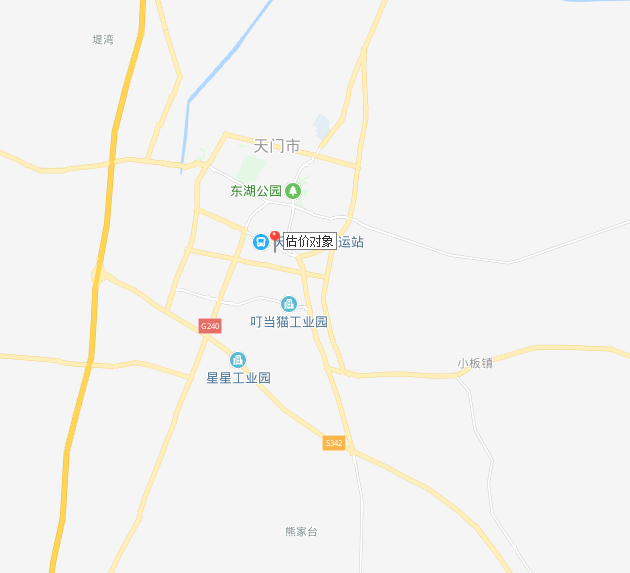 堤湾
天门市
东湖公园
天
估价对象
运站
叮当猫工业园
G240
星星工业园
小板镇
S342
熊家台